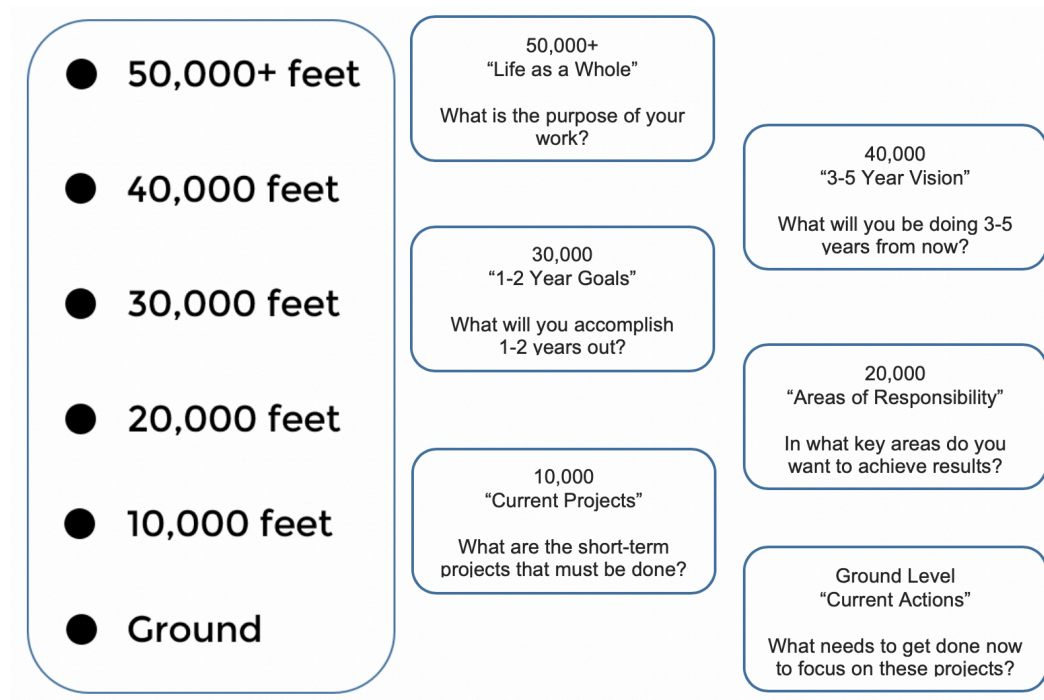 50,000+ feet
40,000 feet
30,000 feet
20,000 feet
10,000 feet
Ground
50,000+
“Life as a Whole”
What is the purpose of your
work?
40,000
“3-5 Year Vision”
What will you be doing 3-5
years from now?
30,000
“1-2 Year Goals”
What will you accomplish
1-2 years out?
20,000
“Areas of Responsibility”
In what key areas do you
want to achieve results?
10,000
“Current Projects”
What are the short-term
projects that must be done?
Ground Level
“Current Actions”
What needs to get done now
to focus on these projects?